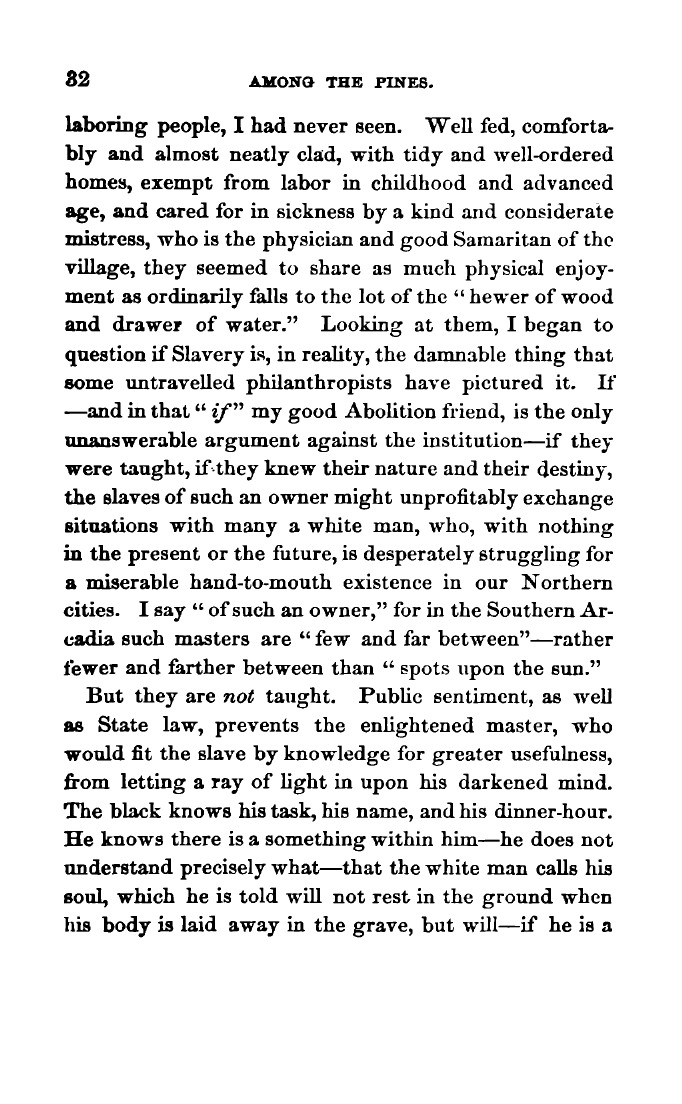 32 AMONG THE PINES.
laboring people, I had never seen. Well fed, comforta-
bly and almost neatly clad, with tidy and well-ordered
homes, exempt from labor in childhood and advanced
age, and cared for in sickness by a kind and considerate
mistress, who is the physician and good Samaritan of the
village, they seemed to share as much physical enjoy-
ment as ordinarily falls to the lot of the “ hewer of wood
and drawer of water.” Looking at them, I began to
question if Slavery is, in reality, the damnable thing that
some untravelled philanthropists have pictured it. If
—and in that “ if” my good Abolition friend, is the only
unanswerable argument against the institution—if they
were taught, if they knew their nature and their destiny,
the slaves of such an owner might unprofitably exchange
situations with many a white man, who, with nothing
in the present or the future, is desperately struggling for
a miserable hand-to-mouth existence in our Northern
cities. I say “ of such an owner,” for in the Southern Ar-
cadia such masters are “ few and far between”—rather
fewer and farther between than “ spots upon the sun.”
But they are not taught. Public sentiment, as well
as State law, prevents the enlightened master, who
would fit the slave by knowledge for greater usefulness,
from letting a ray of light in upon his darkened mind.
The black knows his task, his name, and his dinner-hour.
He knows there is a something within him—he does not
understand precisely what—that the white man calls his
soul, which he is told will not rest in the ground when
his body is laid away in the grave, but will—if he is a